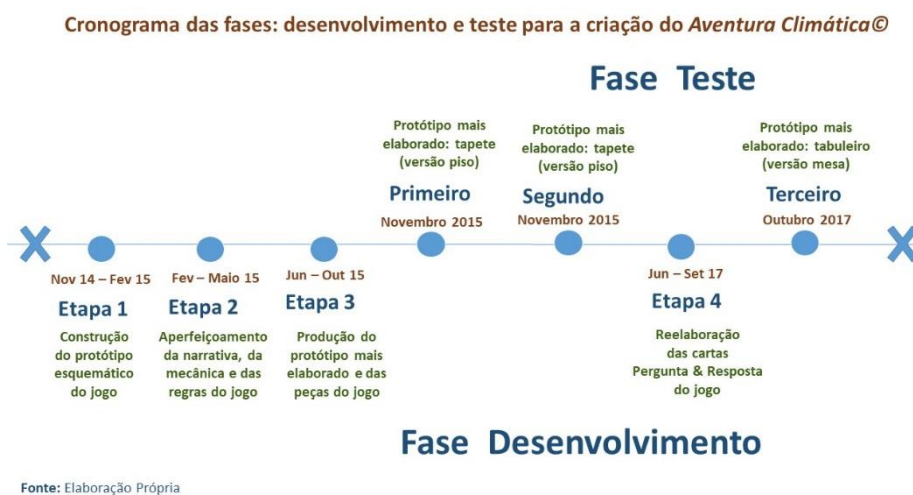 Cronograma das fases: desenvolvimento e teste para a criação do Aventura Climática©
Fase Teste
Protótipo mais
elaborado: tapete
(versão piso)
Primeiro
Novembro 2015
Protótipo mais
elaborado: tapete
(versão piso)
Segundo
Novembro 2015
Protótipo mais
elaborado: tabuleiro
(versão mesa)
Terceiro
Outubro 2017
Nov 14 – Fev 15
Etapa 1
Construção
do protótipo
esquemático
do jogo
Fev – Maio 15
Etapa 2
Aperfeiçoamento
da narrativa, da
mecânica e das
regras do jogo
Jun – Out 15
Etapa 3
Produção do
protótipo mais
elaborado e das
peças do jogo
Jun – Set 17
Etapa 4
Reelaboração
das cartas
Pergunta & Resposta
do jogo
Fase Desenvolvimento
Fonte: Elaboração Própria